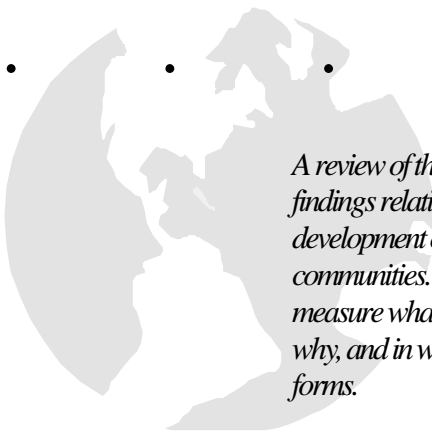 A review of th
findings relati
development
communities.
measure wha
why, and in w
forms.